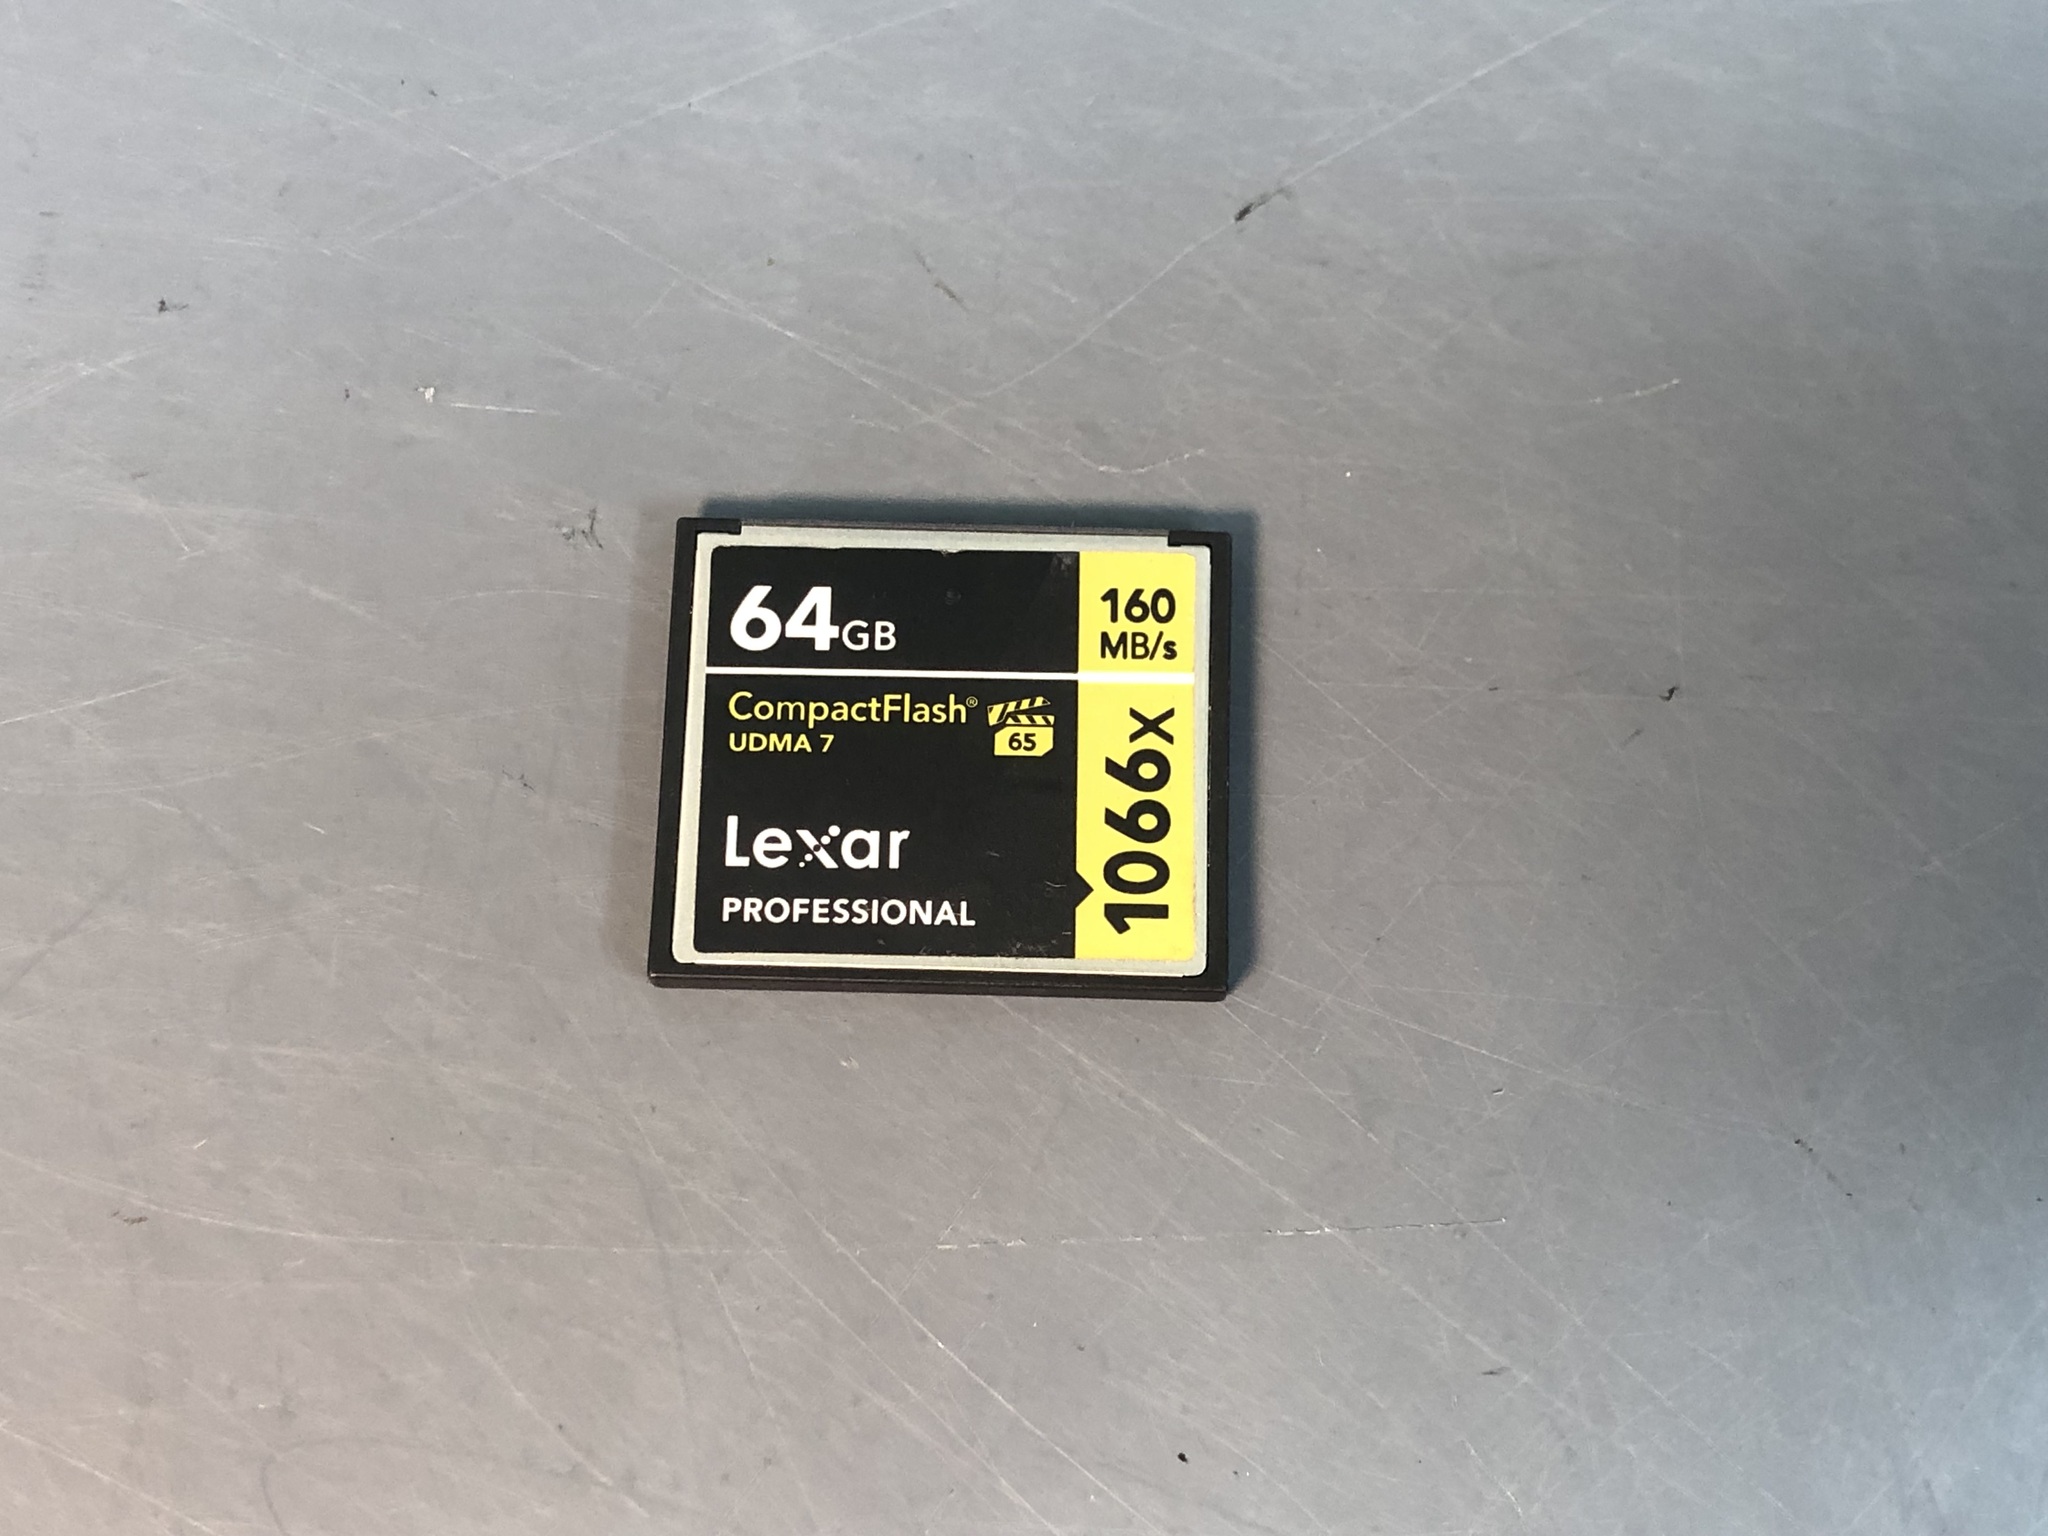 64GB
160
MB/s
CompactFlash®
UDMA 7
65
1066x
Lexar
PROFESSIONAL